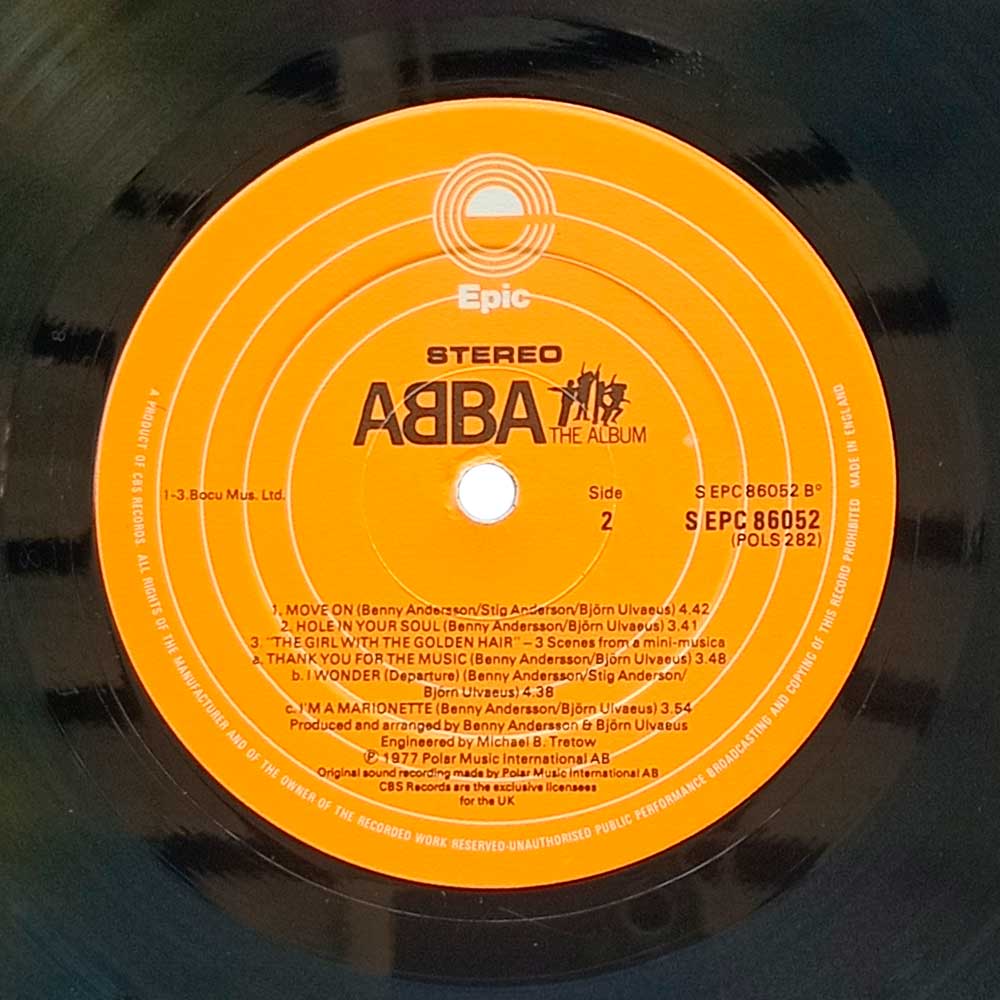 Epic
STEREO
ABBA
THE ALBUM
1-3. Bocu Mus. Ltd.
Side
2
S EPC 86052 B°
S EPC 86052
(POLS 282)
1. MOVE ON (Benny Andersson/Stig Anderson/Björn Ulvaeus) 4.42
2. HOLE IN YOUR SOUL (Benny Andersson/Björn Ulvaeus) 3.41
3. "THE GIRL WITH THE GOLDEN HAIR" – 3 Scenes from a mini-musica
a. THANK YOU FOR THE MUSIC (Benny Andersson/Björn Ulvaeus) 3.48
b. I WONDER (Departure) (Benny Andersson/Stig Anderson/
Björn Ulvaeus) 4.38
c. I'M A MARIONETTE (Benny Andersson/Björn Ulvaeus) 3.54
Produced and arranged by Benny Andersson & Björn Ulvaeus
Engineered by Michael B. Tretow
℗ 1977 Polar Music International AB
Original sound recording made by Polar Music International AB
CBS Records are the exclusive licensees
for the UK
A PRODUCT OF CBS RECORDS. ALL RIGHTS OF THE MANUFACTURER AND OF THE OWNER OF THE RECORDED WORK RESERVED-UNAUTHORISED PUBLIC PERFORMANCE BROADCASTING AND COPYING OF THIS RECORD PROHIBITED MADE IN ENGLAND